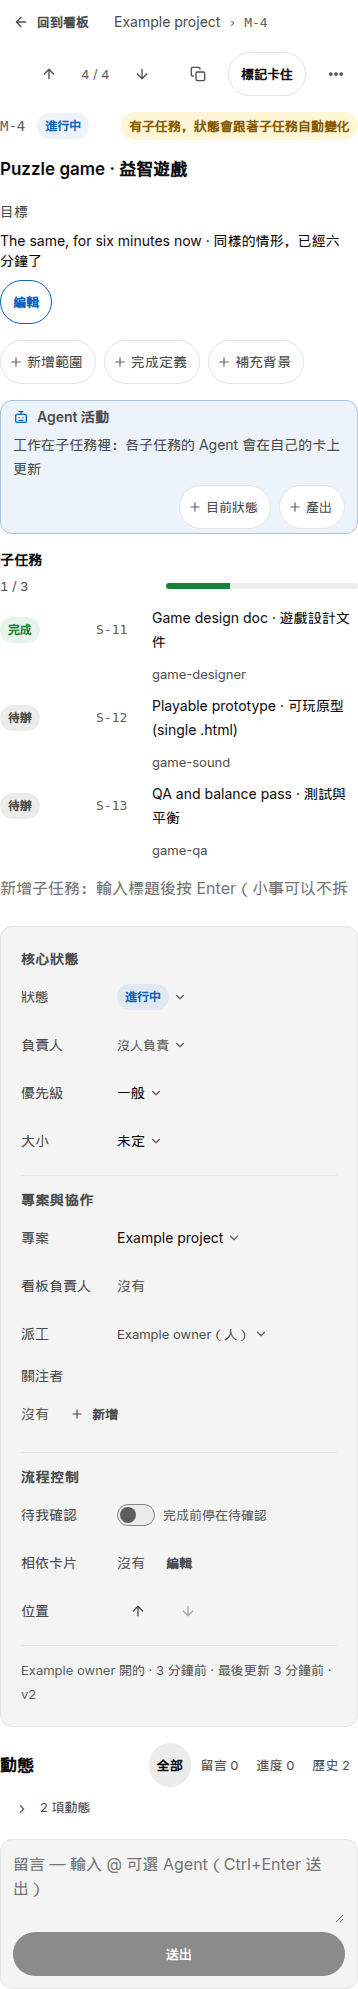 回到看板 Example project › M-4
4 / 4 標記卡住
M-4 進行中 有子任務，狀態會跟著子任務自動變化
Puzzle game · 益智遊戲
目標
The same, for six minutes now · 同樣的情形，已經六
分鐘了
編輯
新增範圍 完成定義 補充背景
Agent 活動
工作在子任務裡：各子任務的 Agent 會在自己的卡上
更新
目前狀態 產出
子任務
1 / 3
完成 S-11 Game design doc · 遊戲設計文
件
game-designer
待辦 S-12 Playable prototype · 可玩原型
(single .html)
game-sound
待辦 S-13 QA and balance pass · 測試與
平衡
game-qa
新增子任務：輸入標題後按 Enter（小事可以不拆
核心狀態
狀態 進行中
負責人 沒人負責
優先級 一般
大小 未定
專案與協作
專案 Example project
看板負責人 沒有
派工 Example owner（人）
關注者
沒有 新增
流程控制
待我確認 完成前停在待確認
相依卡片 沒有 編輯
位置
Example owner 開的 · 3 分鐘前 · 最後更新 3 分鐘前 ·
v2
動態 全部 留言 0 進度 0 歷史 2
2 項動態
留言 — 輸入 @ 可選 Agent（Ctrl+Enter 送
出）
送出